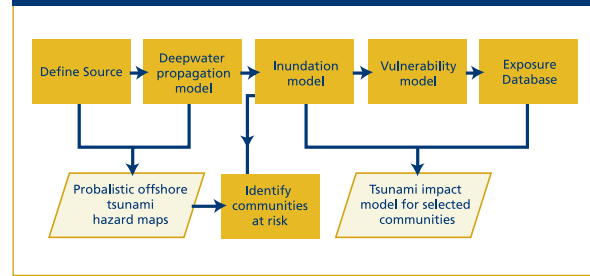 Define Source
Deepwater
propagation
model
Inundation
model
Vulnerability
model
Exposure
Database
Probalistic offshore
tsunami
hazard maps
Identify
communities
at risk
Tsunami impact
model for selected
communities